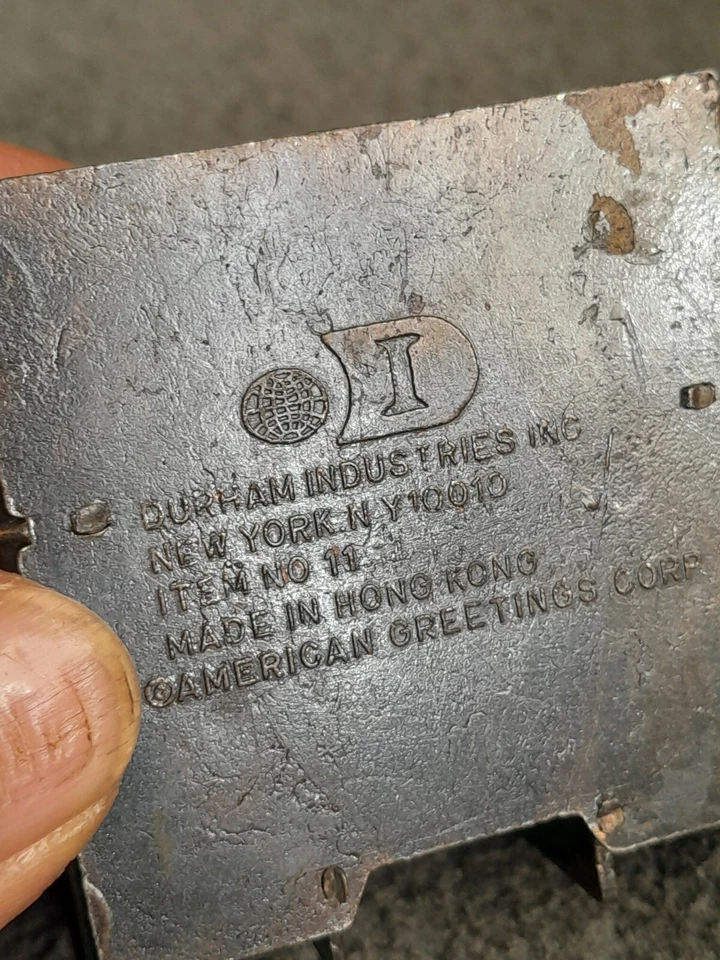 I
DURHAM INDUSTRIES INC
NEW YORK.N.Y10010
ITEM NO 11
MADE IN HONG KONG
©AMERICAN GREETINGS CORP